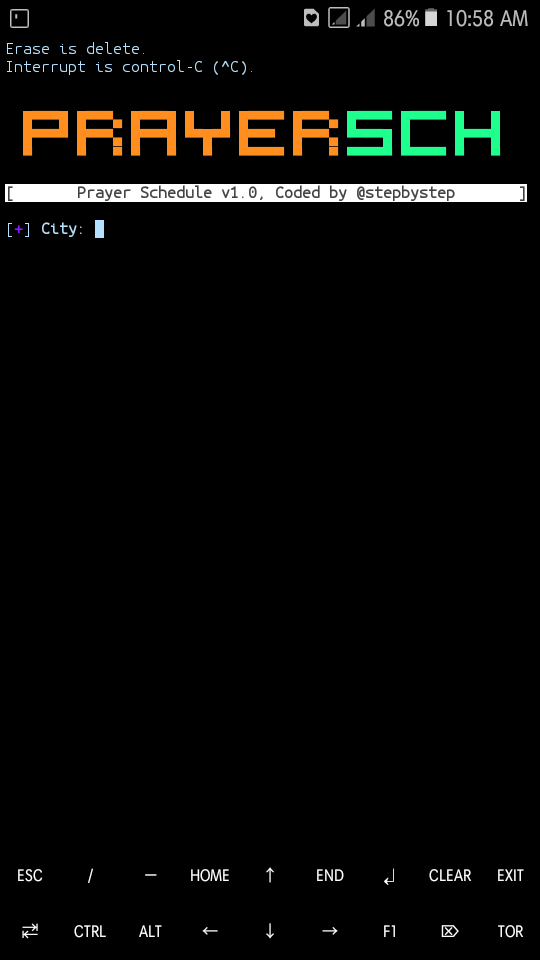 86% 10:58 AM
Erase is delete.
Interrupt is control-C (^C).
PRAYERSCH
[ Prayer Schedule v1.0, Coded by @stepbystep ]
[+] City:
ESC / — HOME ↑ END ↲ CLEAR EXIT
⇄ CTRL ALT ← ↓ → F1 ⌦ TOR